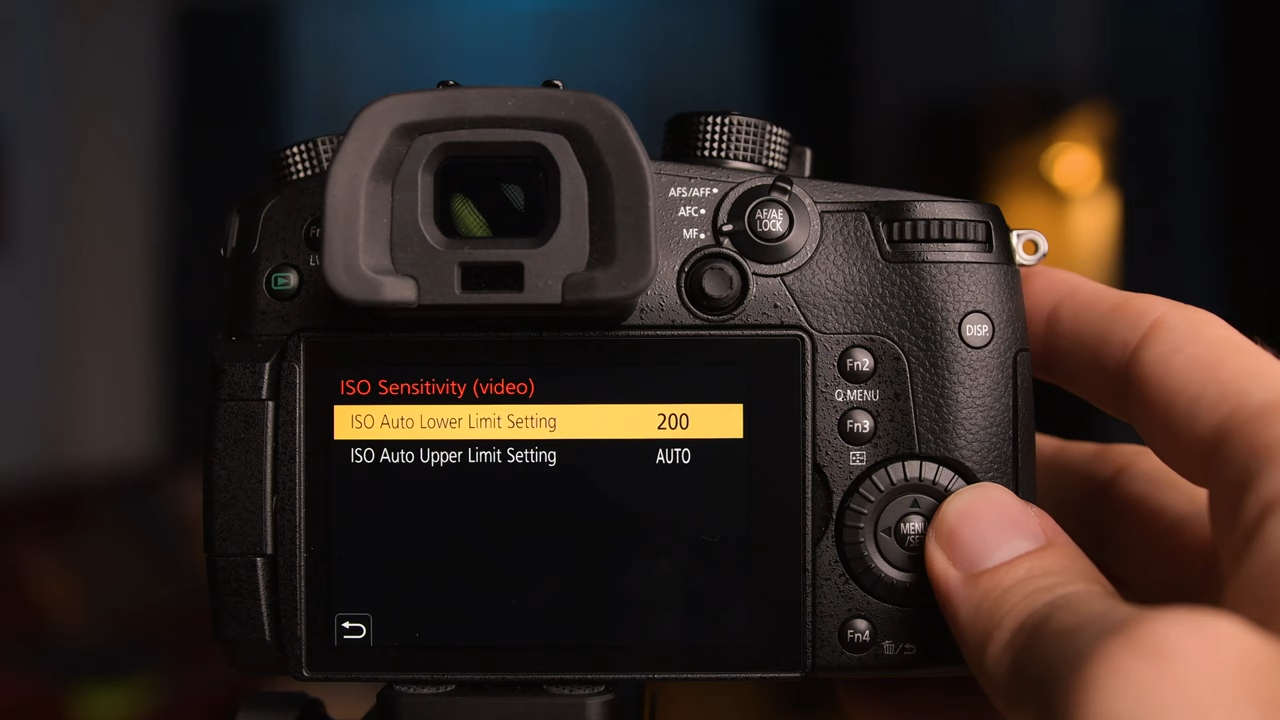 AFS/AFF
AFC
MF
AF/AE
LOCK
DISP.
Fn2
Q.MENU
Fn3
ISO Sensitivity (video)
ISO Auto Lower Limit Setting 200
ISO Auto Upper Limit Setting AUTO
Fn4